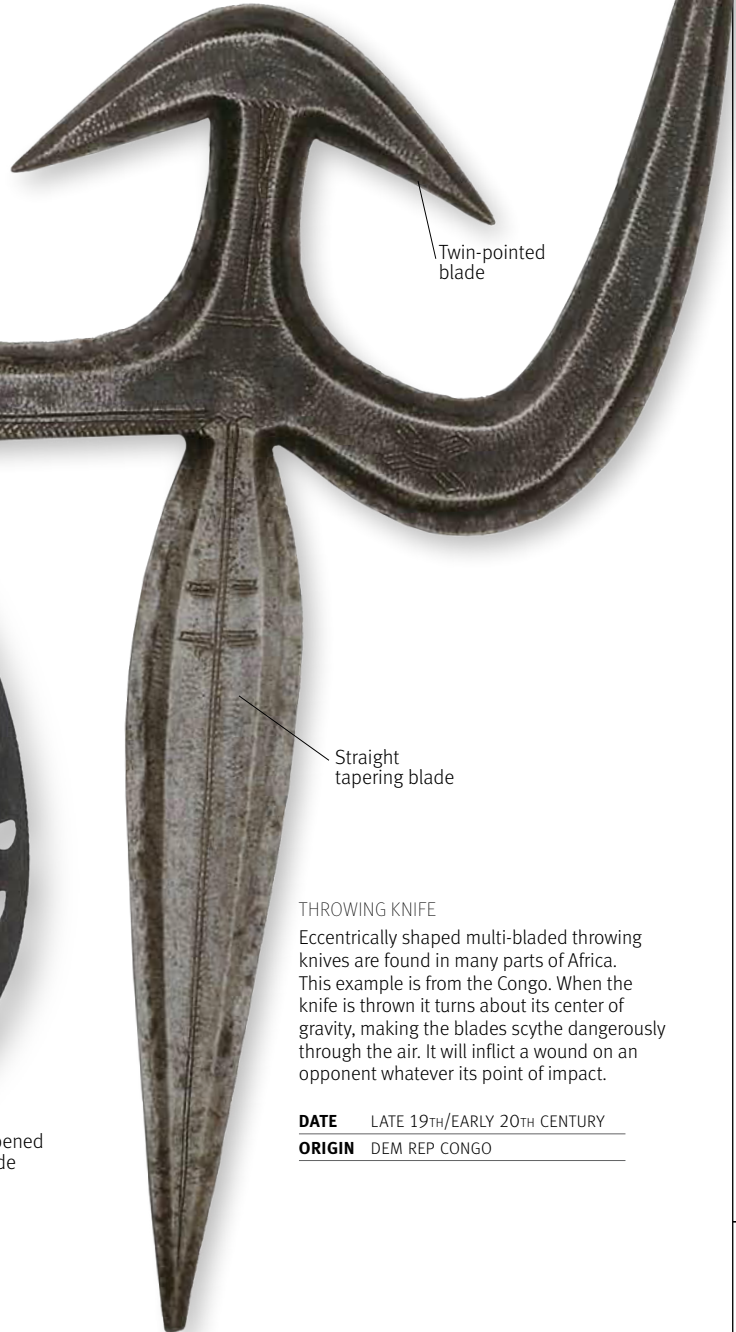 Twin-pointed
blade
Straight
tapering blade
THROWING KNIFE
Eccentrically shaped multi-bladed throwing
knives are found in many parts of Africa.
This example is from the Congo. When the
knife is thrown it turns about its center of
gravity, making the blades scythe dangerously
through the air. It will inflict a wound on an
opponent whatever its point of impact.
DATE LATE 19TH/EARLY 20TH CENTURY
ORIGIN DEM REP CONGO